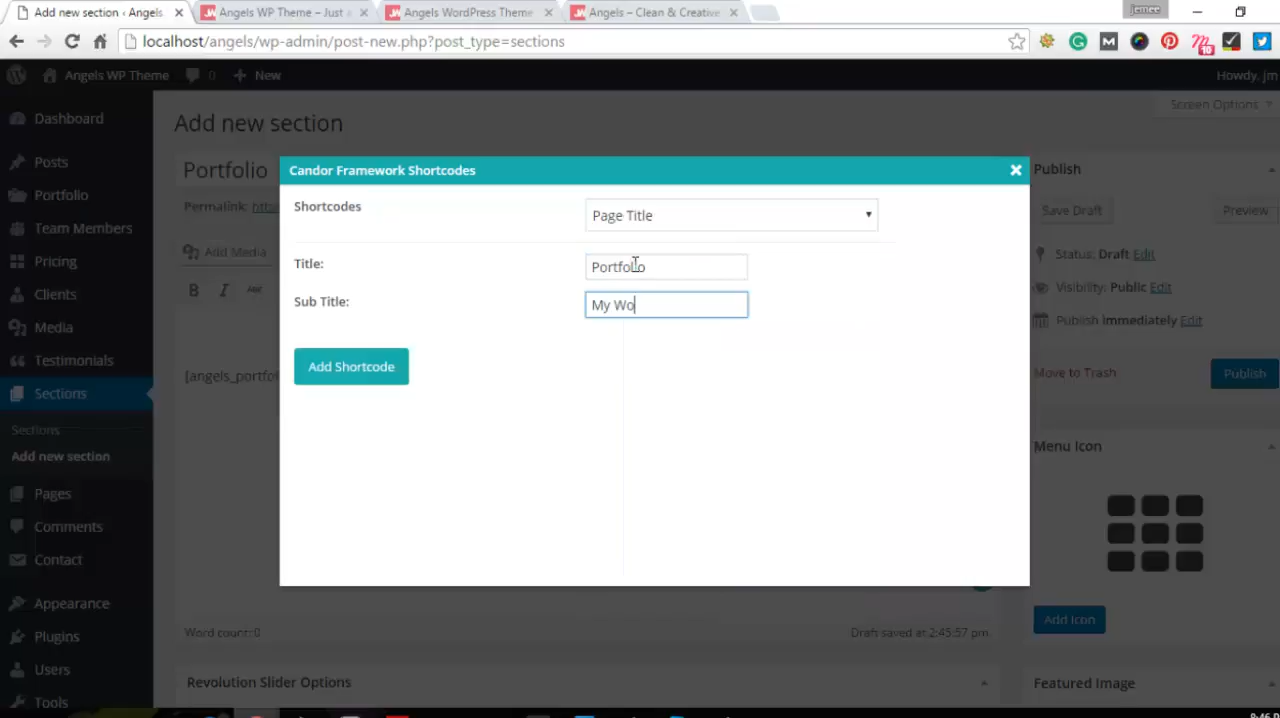 Add new section ‹ Angels
Angels WP Theme – Just a
Angels WordPress Theme
Angels – Clean & Creative
jemee
localhost/angels/wp-admin/post-new.php?post_type=sections
10
Angels WP Theme
0
New
Howdy, jm
Screen Options
Dashboard
Posts
Portfolio
Team Members
Pricing
Clients
Media
Testimonials
Sections
Sections
Add new section
Pages
Comments
Contact
Appearance
Plugins
Users
Tools
Add new section
Portfolio
Permalink:
Add Media
B I ABC
[angels_portfol
Word count: 0
Draft saved at 2:45:57 pm.
Revolution Slider Options
Candor Framework Shortcodes
Shortcodes
Page Title
Title:
Portfolio
Sub Title:
My Wo
Add Shortcode
Publish
Save Draft
Preview
Status: Draft Edit
Visibility: Public Edit
Publish immediately Edit
Move to Trash
Publish
Menu Icon
Add Icon
Featured Image